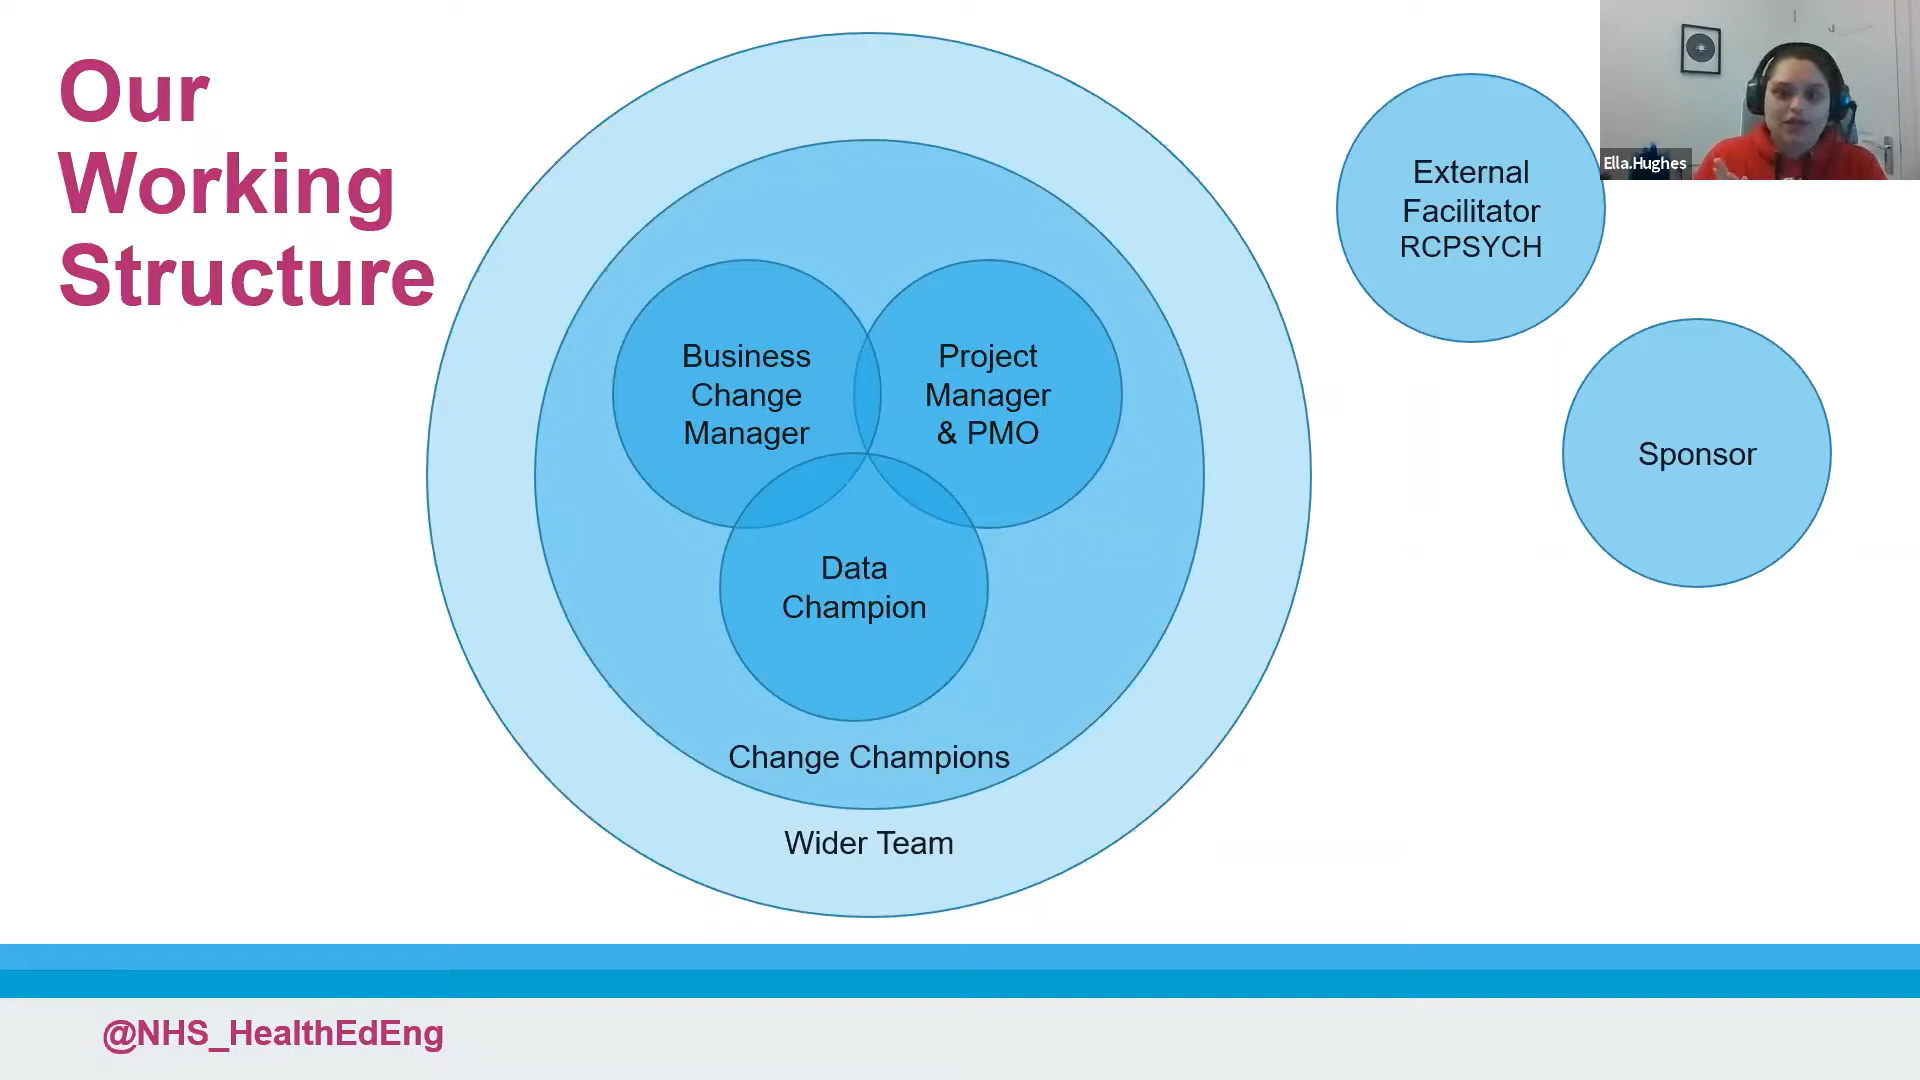 Our
Working
Structure
External
Facilitator
RCPSYCH
Ella.Hughes
Business
Change
Manager
Project
Manager
& PMO
Sponsor
Data
Champion
Change Champions
Wider Team
@NHS_HealthEdEng